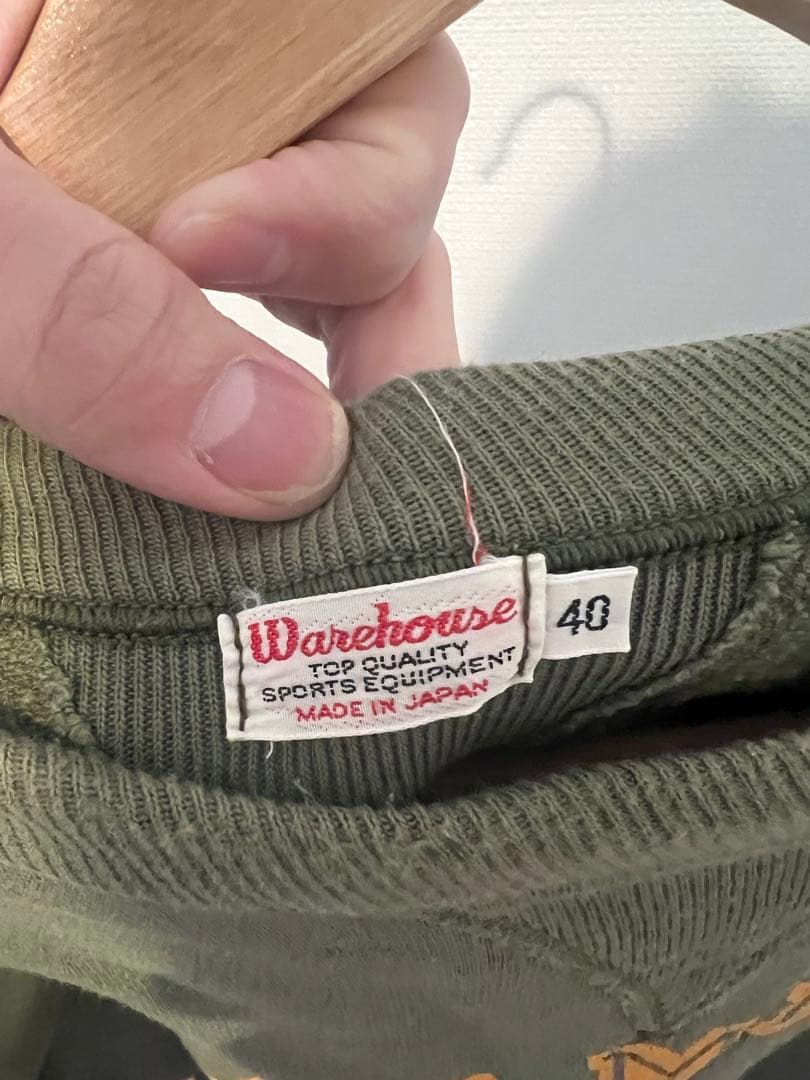 Warehouse
TOP QUALITY
SPORTS EQUIPMENT
MADE IN JAPAN
40